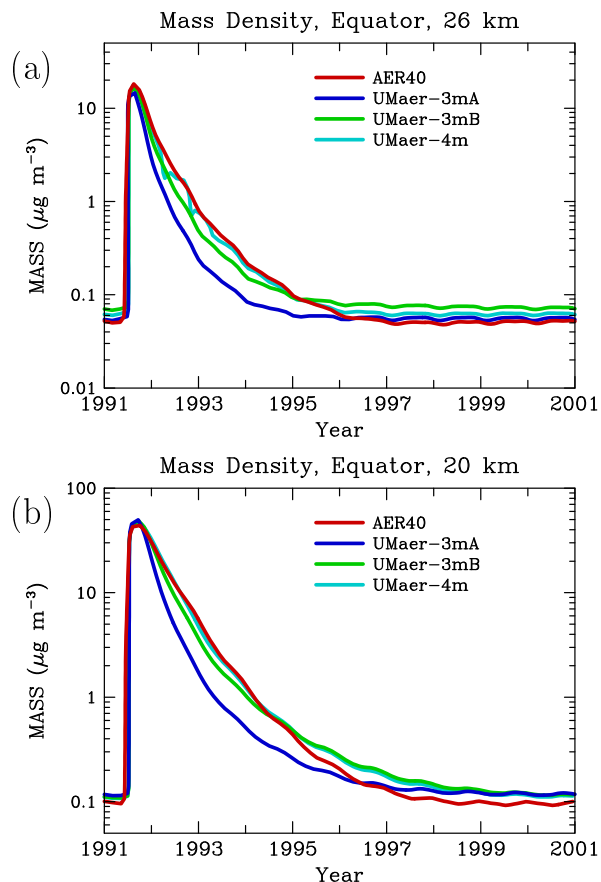 Mass Density, Equator, 26 km
(a)
AER40
UMaer-3mA
UMaer-3mB
UMaer-4m
MASS (μg m⁻³)
10
1
0.1
0.01
1991 1993 1995 1997 1999 2001
Year
Mass Density, Equator, 20 km
(b)
AER40
UMaer-3mA
UMaer-3mB
UMaer-4m
MASS (μg m⁻³)
100
10
1
0.1
1991 1993 1995 1997 1999 2001
Year